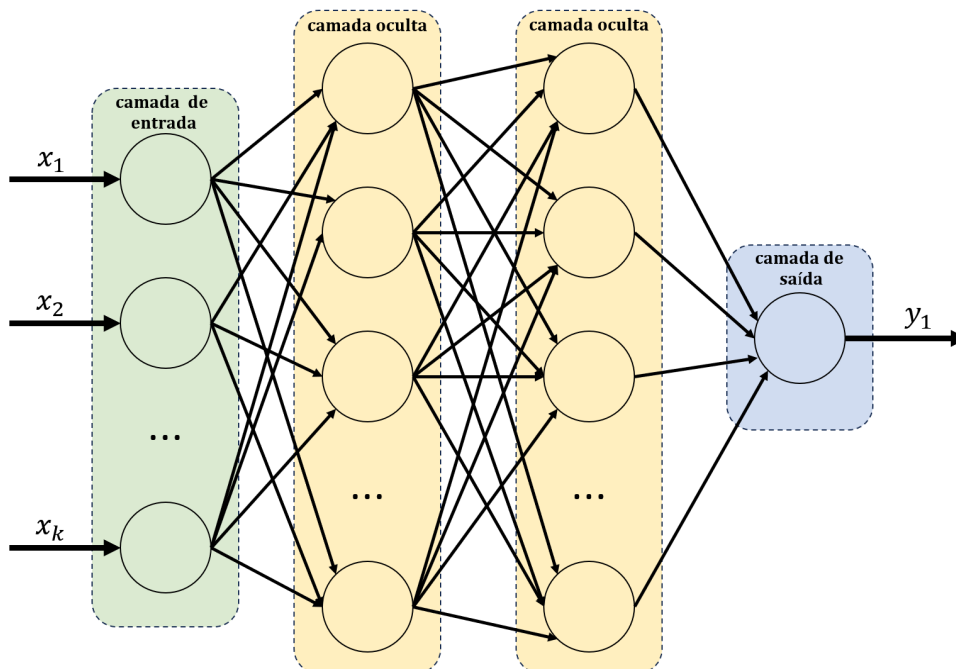 camada oculta
camada oculta
camada de
entrada
x₁
x₂
...
xₖ
...
...
camada de
saída
y₁